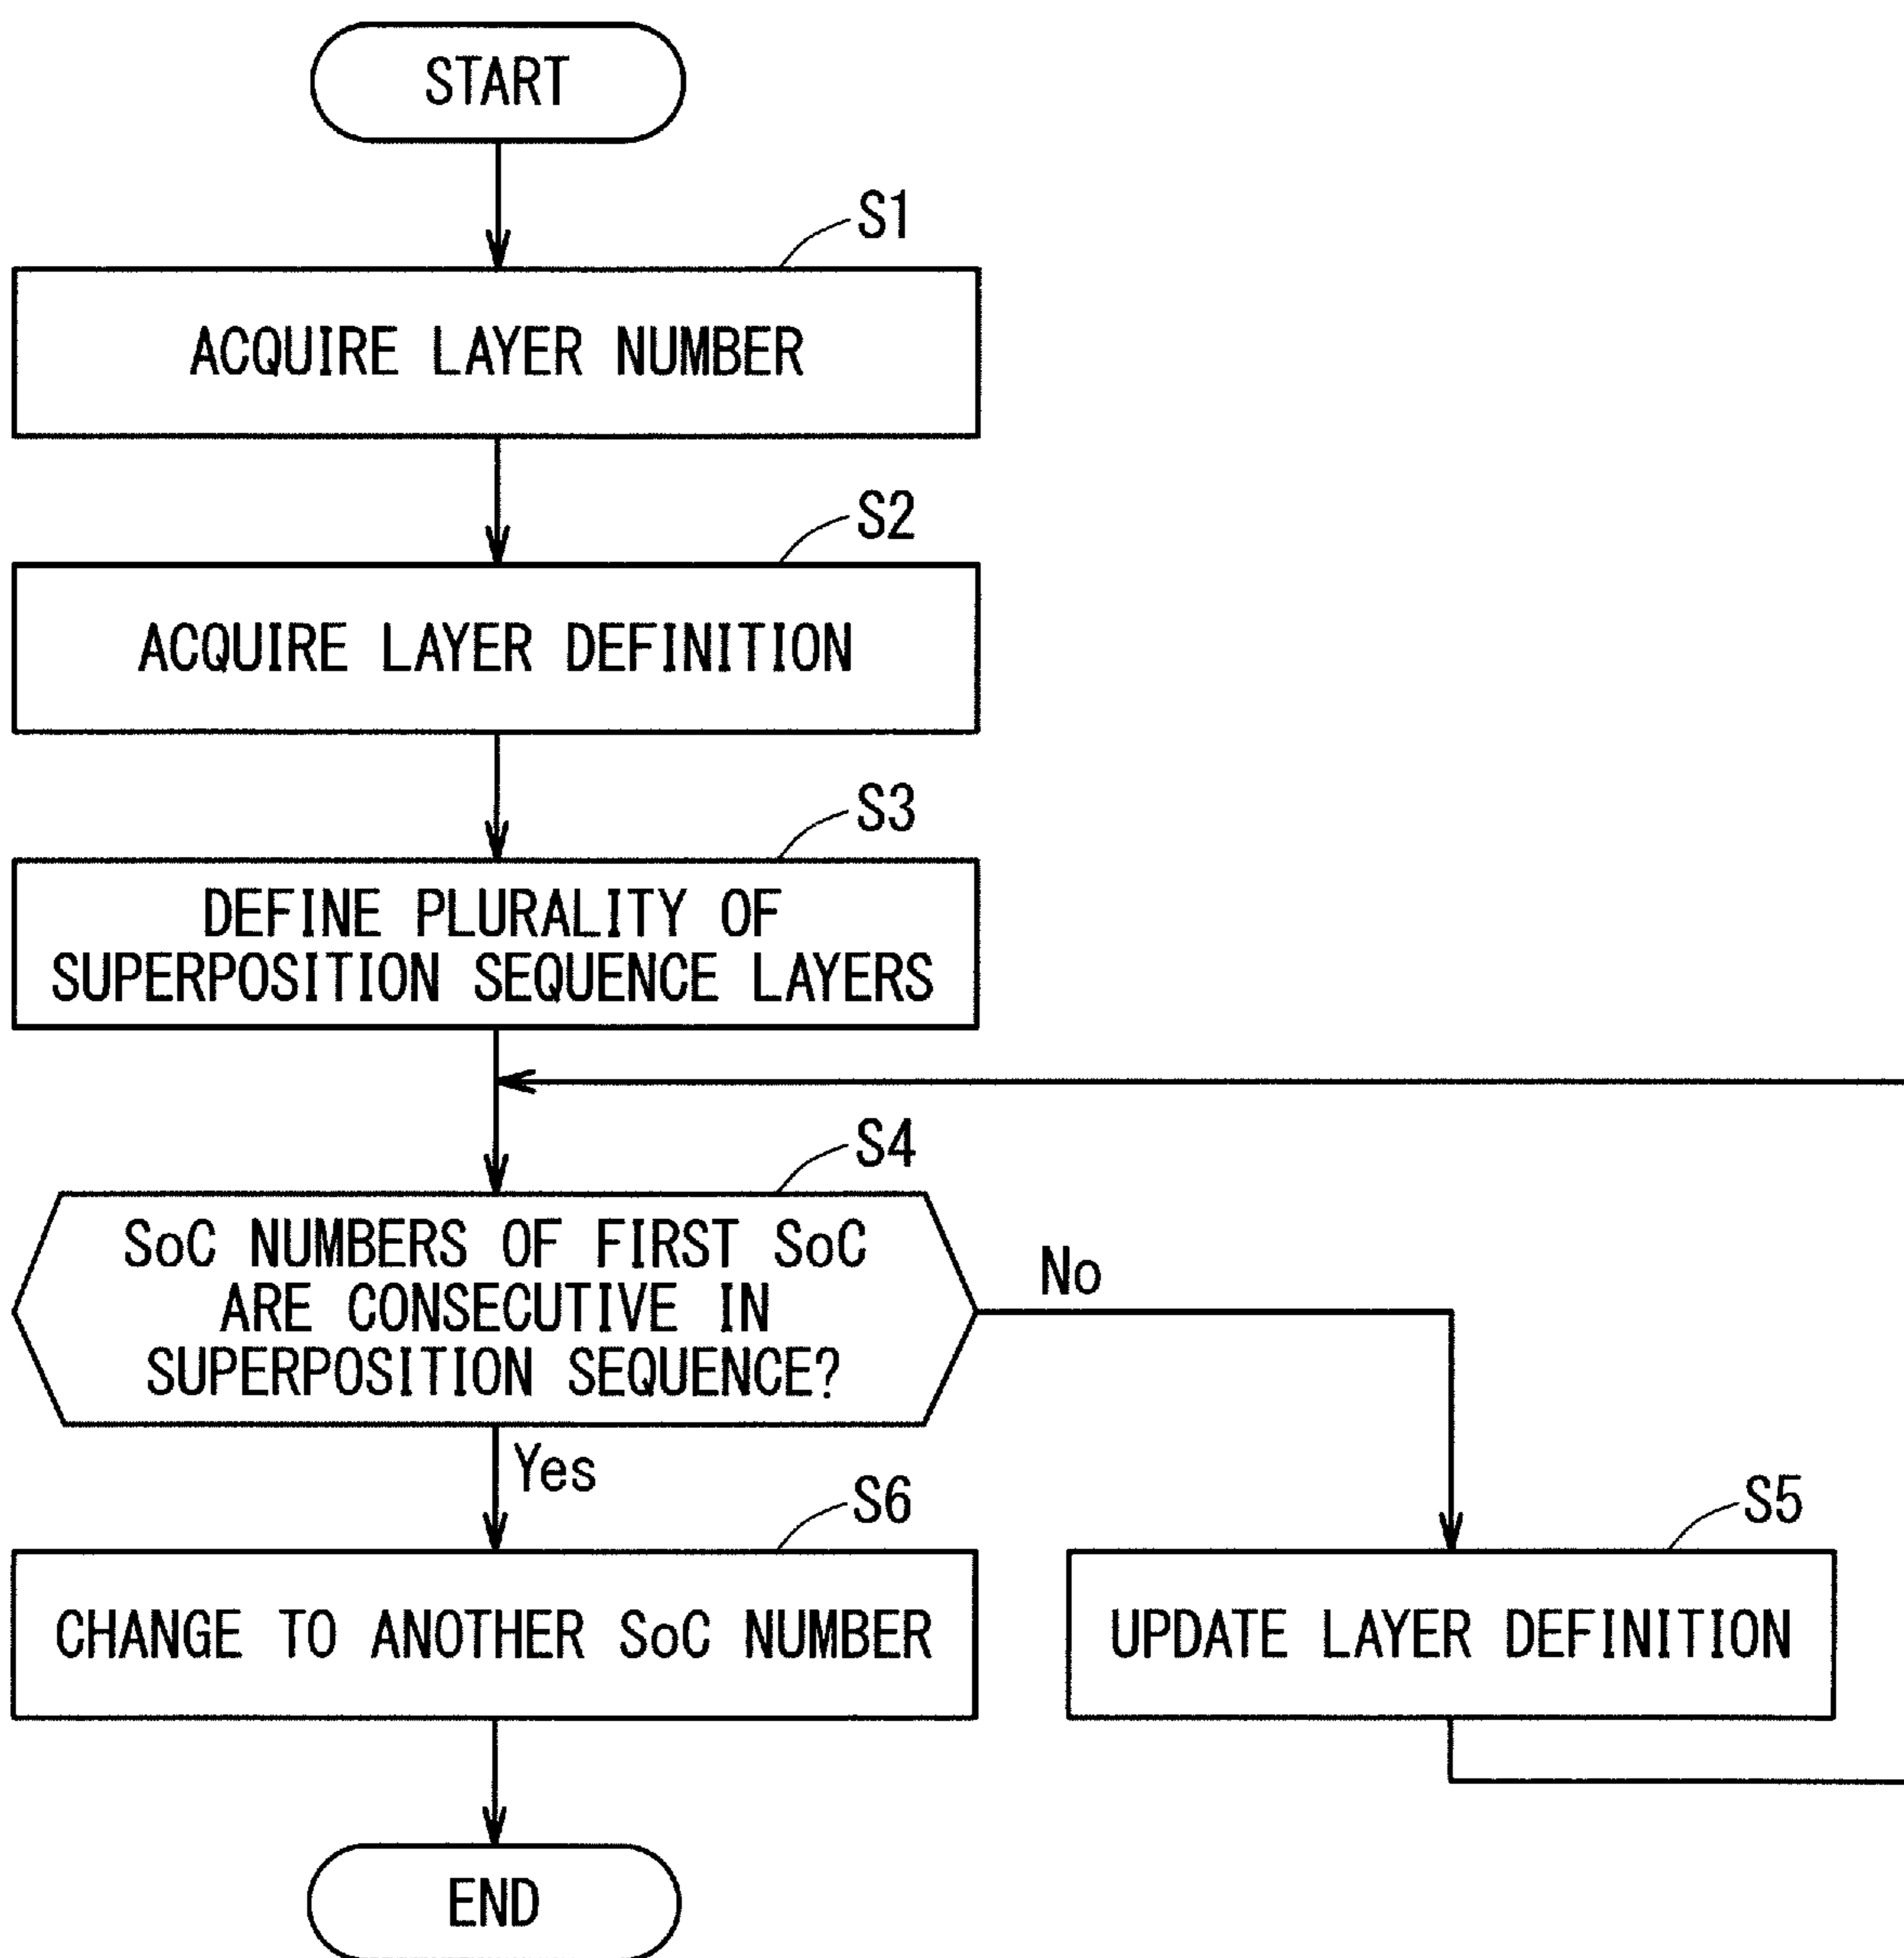 START
S1
ACQUIRE LAYER NUMBER
S2
ACQUIRE LAYER DEFINITION
S3
DEFINE PLURALITY OF
SUPERPOSITION SEQUENCE LAYERS
S4
SoC NUMBERS OF FIRST SoC
ARE CONSECUTIVE IN
SUPERPOSITION SEQUENCE?
No
Yes
S6
CHANGE TO ANOTHER SoC NUMBER
S5
UPDATE LAYER DEFINITION
END